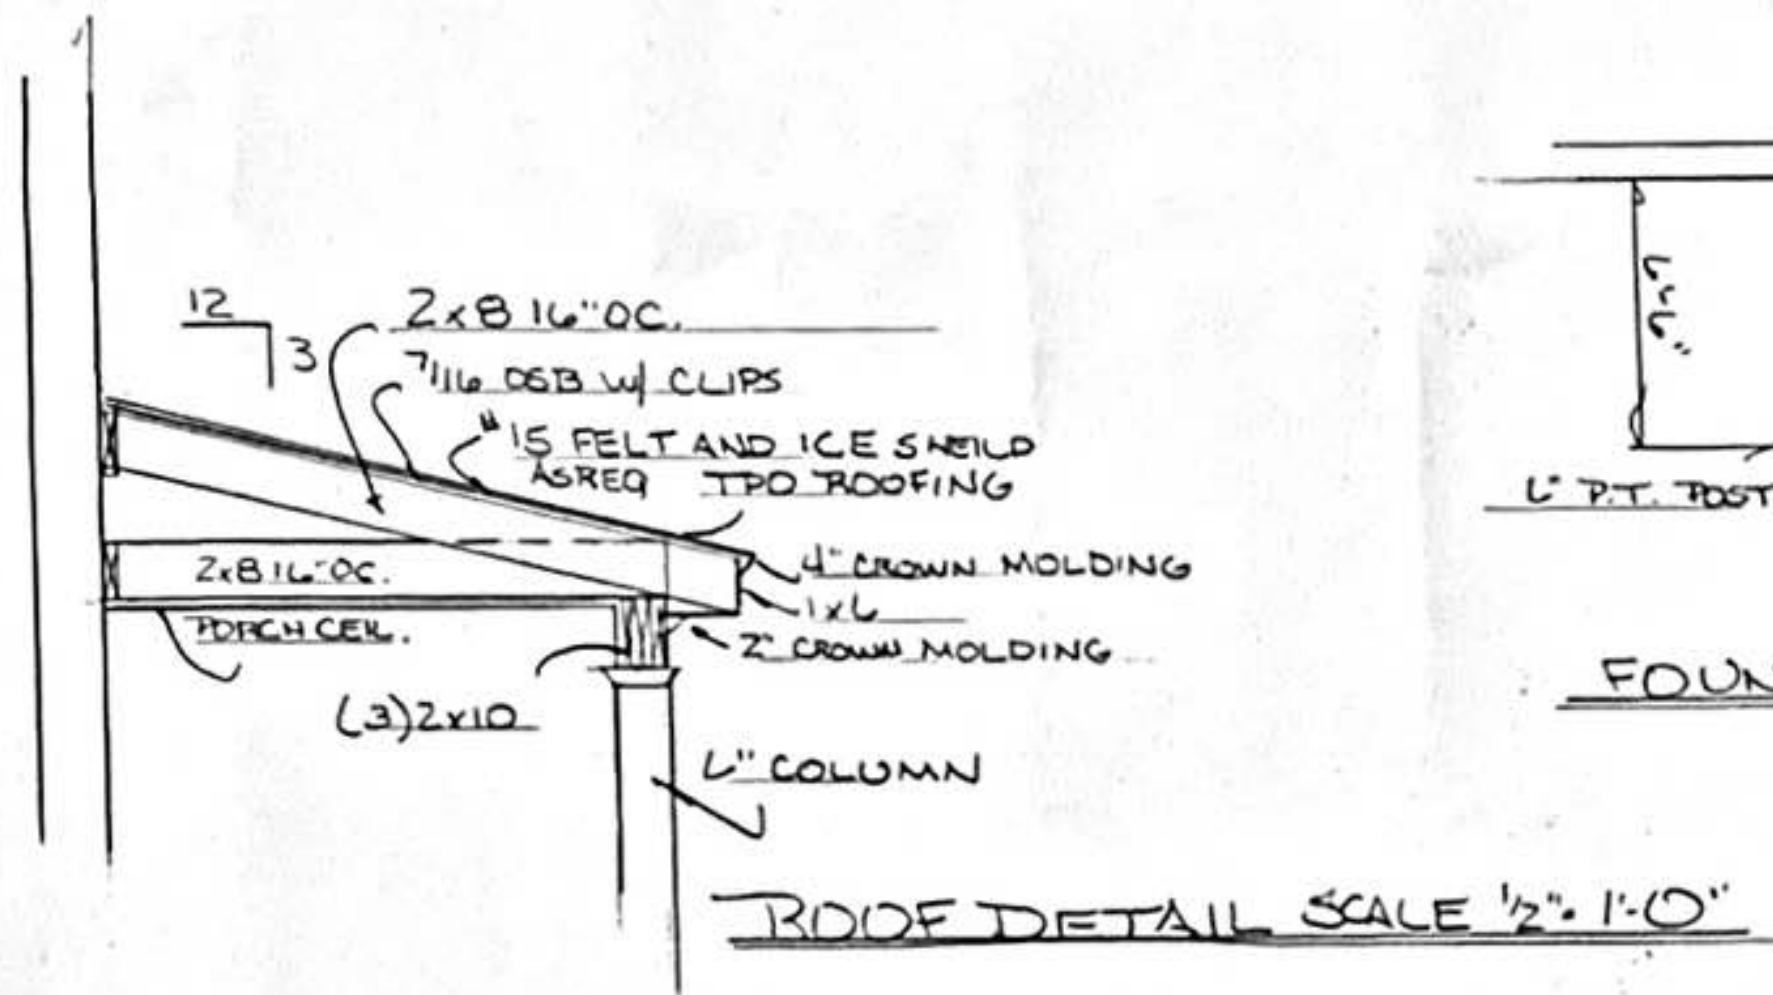 12
3
2x8 16"OC.
7/16 OSB w/ CLIPS
#15 FELT AND ICE SHEILD
AS REQ TPO ROOFING
2x8 16"OC.
4" CROWN MOLDING
1x6
PORCH CEIL.
2" CROWN MOLDING
(3) 2x10
6" COLUMN
ROOF DETAIL SCALE 1/2"= 1'-0"
6'-6"
6" P.T. POST
FOUN